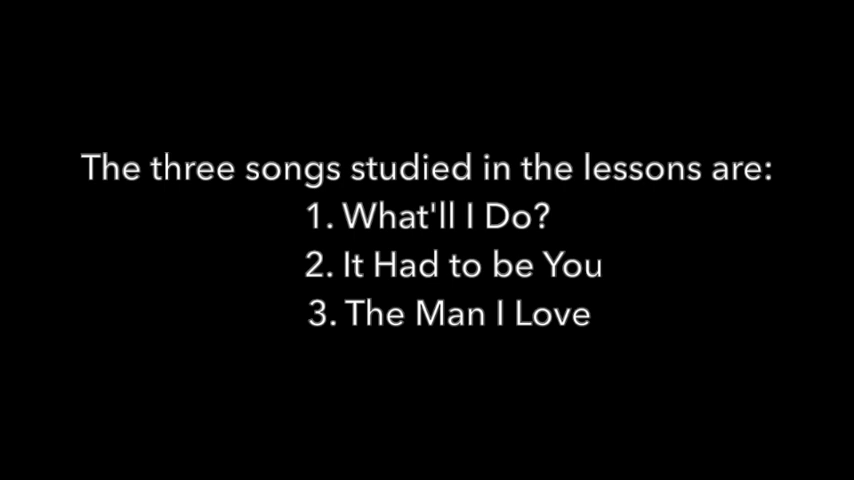 The three songs studied in the lessons are:
1. What'll I Do?
2. It Had to be You
3. The Man I Love